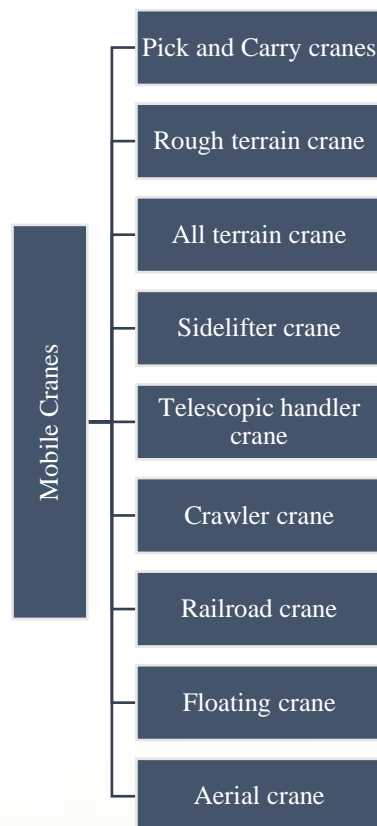 Mobile Cranes
Pick and Carry cranes
Rough terrain crane
All terrain crane
Sidelifter crane
Telescopic handler
crane
Crawler crane
Railroad crane
Floating crane
Aerial crane